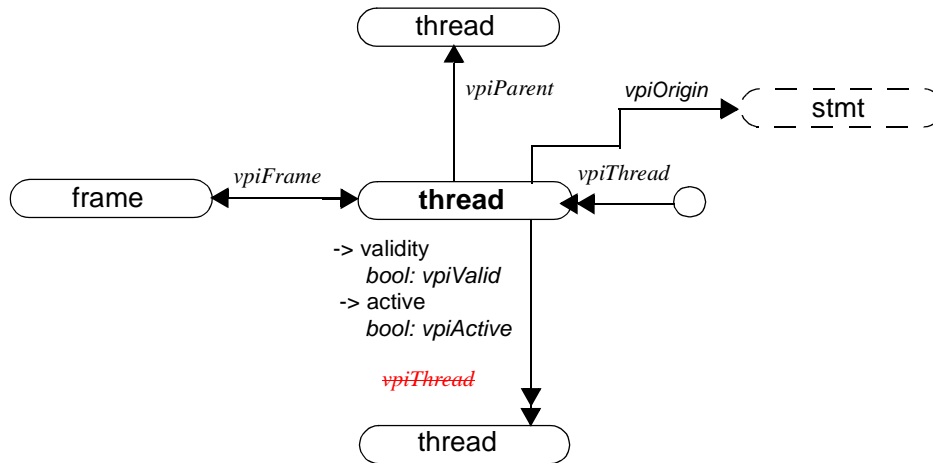 thread
vpiParent
vpiOrigin
stmt
vpiFrame
vpiThread
frame
thread
-> validity
bool: vpiValid
-> active
bool: vpiActive
vpiThread
thread